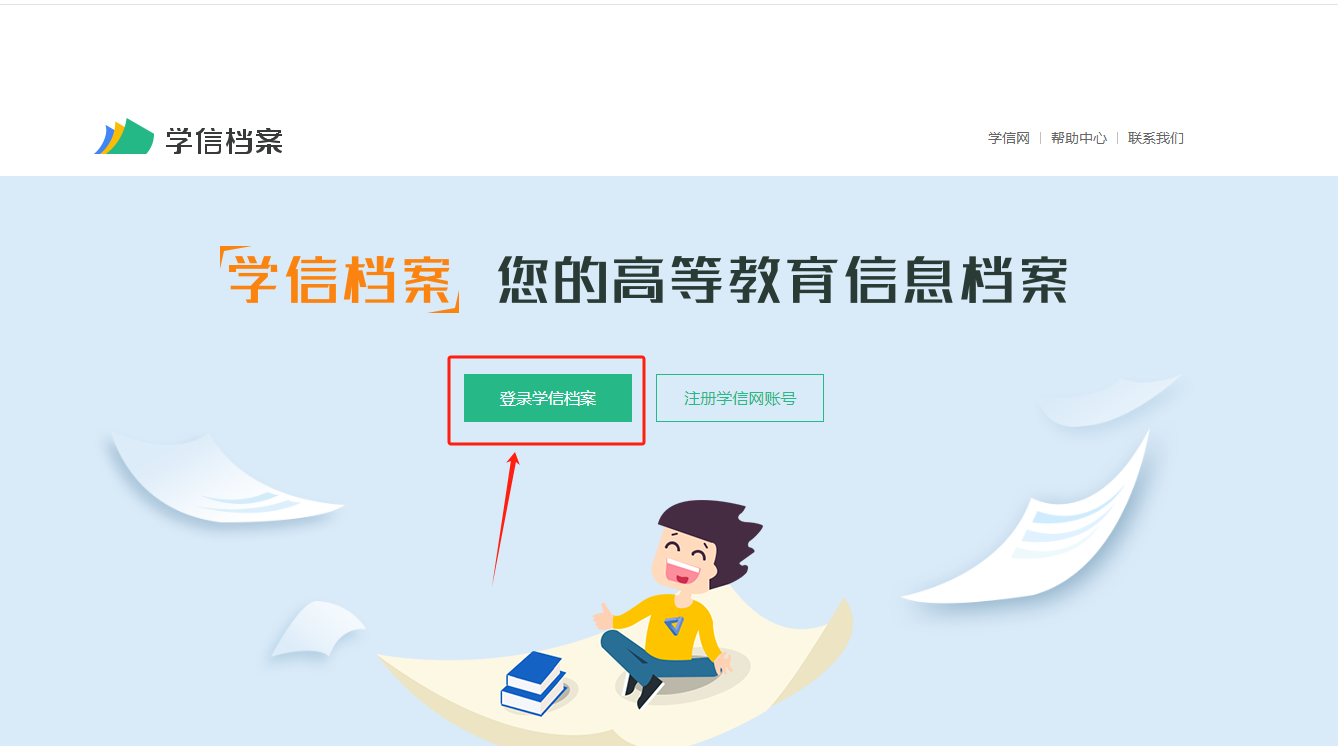 学信档案
学信网 | 帮助中心 | 联系我们
学信档案 您的高等教育信息档案
登录学信档案 注册学信网账号